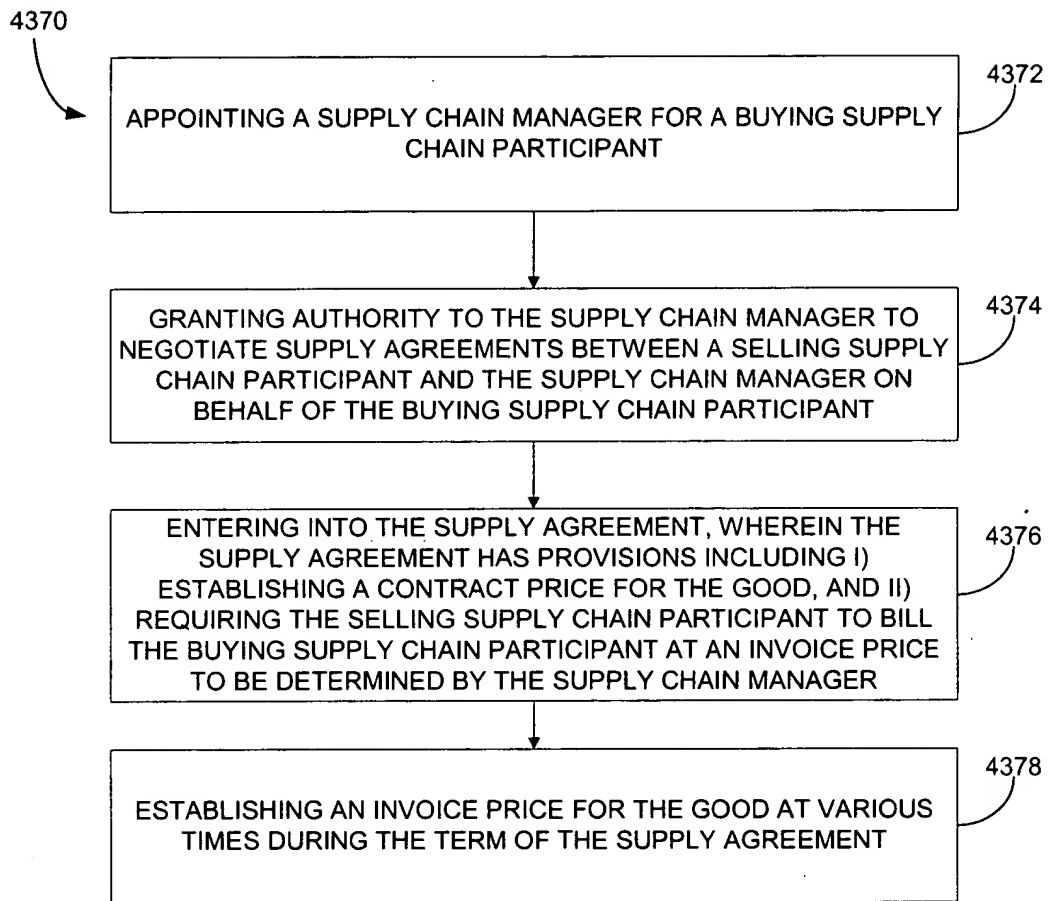 4370
4372
APPOINTING A SUPPLY CHAIN MANAGER FOR A BUYING SUPPLY
CHAIN PARTICIPANT
4374
GRANTING AUTHORITY TO THE SUPPLY CHAIN MANAGER TO
NEGOTIATE SUPPLY AGREEMENTS BETWEEN A SELLING SUPPLY
CHAIN PARTICIPANT AND THE SUPPLY CHAIN MANAGER ON
BEHALF OF THE BUYING SUPPLY CHAIN PARTICIPANT
4376
ENTERING INTO THE SUPPLY AGREEMENT, WHEREIN THE
SUPPLY AGREEMENT HAS PROVISIONS INCLUDING I)
ESTABLISHING A CONTRACT PRICE FOR THE GOOD, AND II)
REQUIRING THE SELLING SUPPLY CHAIN PARTICIPANT TO BILL
THE BUYING SUPPLY CHAIN PARTICIPANT AT AN INVOICE PRICE
TO BE DETERMINED BY THE SUPPLY CHAIN MANAGER
4378
ESTABLISHING AN INVOICE PRICE FOR THE GOOD AT VARIOUS
TIMES DURING THE TERM OF THE SUPPLY AGREEMENT